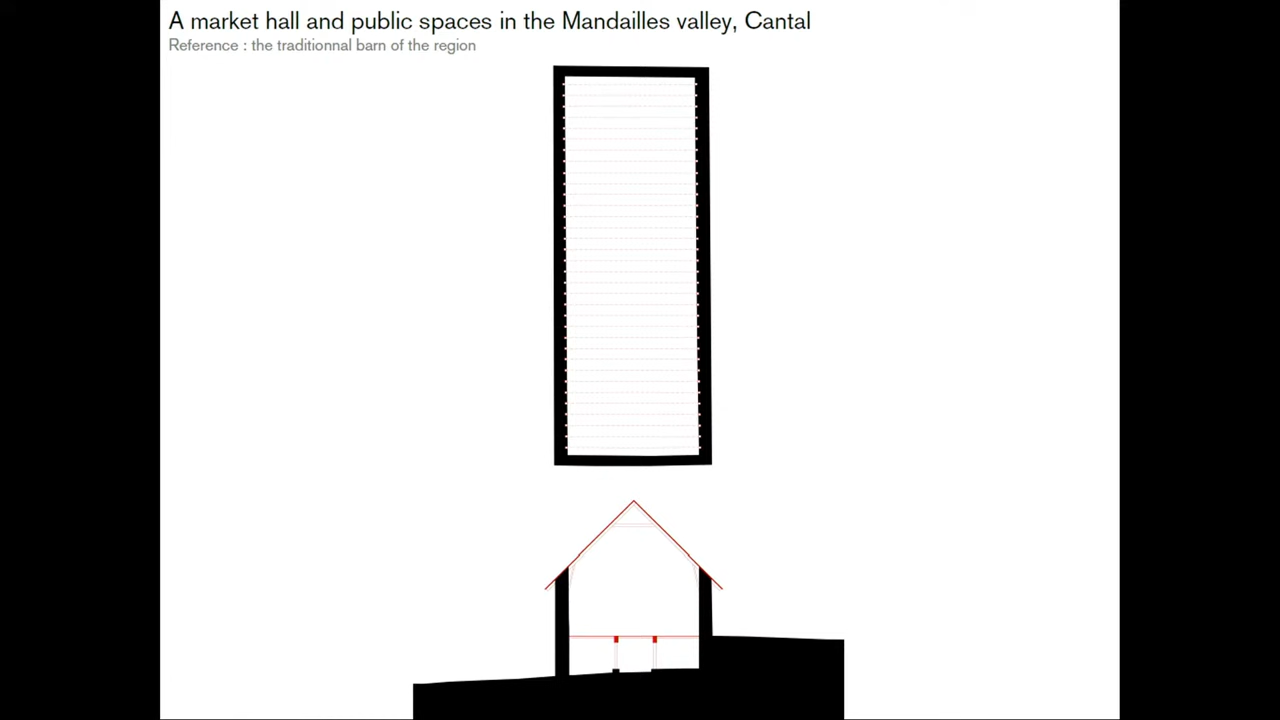 A market hall and public spaces in the Mandailles valley, Cantal
Reference : the traditionnal barn of the region